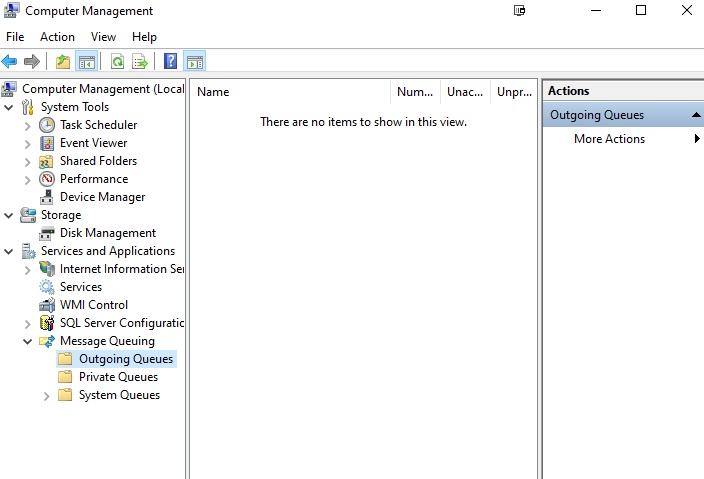 Computer Management
File Action View Help
Computer Management (Local
System Tools
Task Scheduler
Event Viewer
Shared Folders
Performance
Device Manager
Storage
Disk Management
Services and Applications
Internet Information Ser
Services
WMI Control
SQL Server Configuratic
Message Queuing
Outgoing Queues
Private Queues
System Queues
Name Num... Unac... Unpr...
There are no items to show in this view.
Actions
Outgoing Queues
More Actions